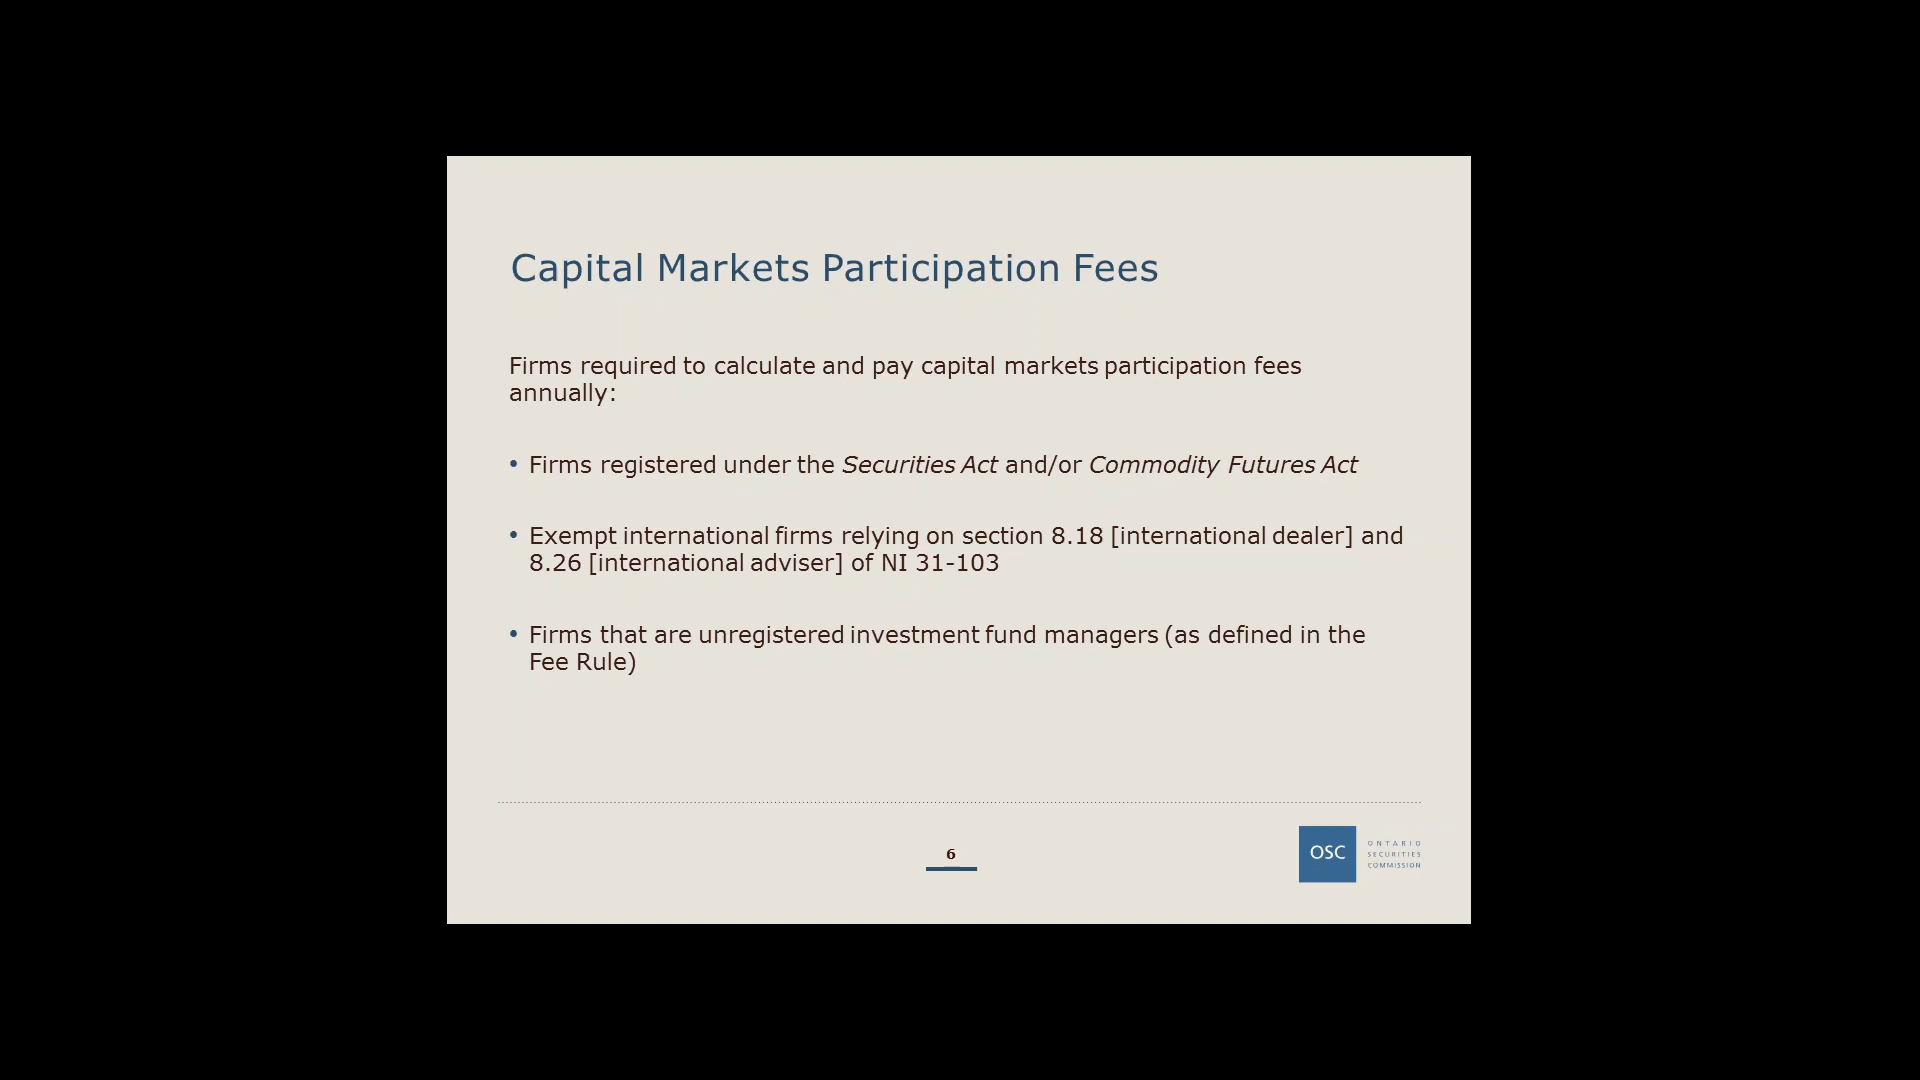 Capital Markets Participation Fees
Firms required to calculate and pay capital markets participation fees
annually:
• Firms registered under the Securities Act and/or Commodity Futures Act
• Exempt international firms relying on section 8.18 [international dealer] and
8.26 [international adviser] of NI 31-103
• Firms that are unregistered investment fund managers (as defined in the
Fee Rule)
6
OSC
ONTARIO
SECURITIES
COMMISSION